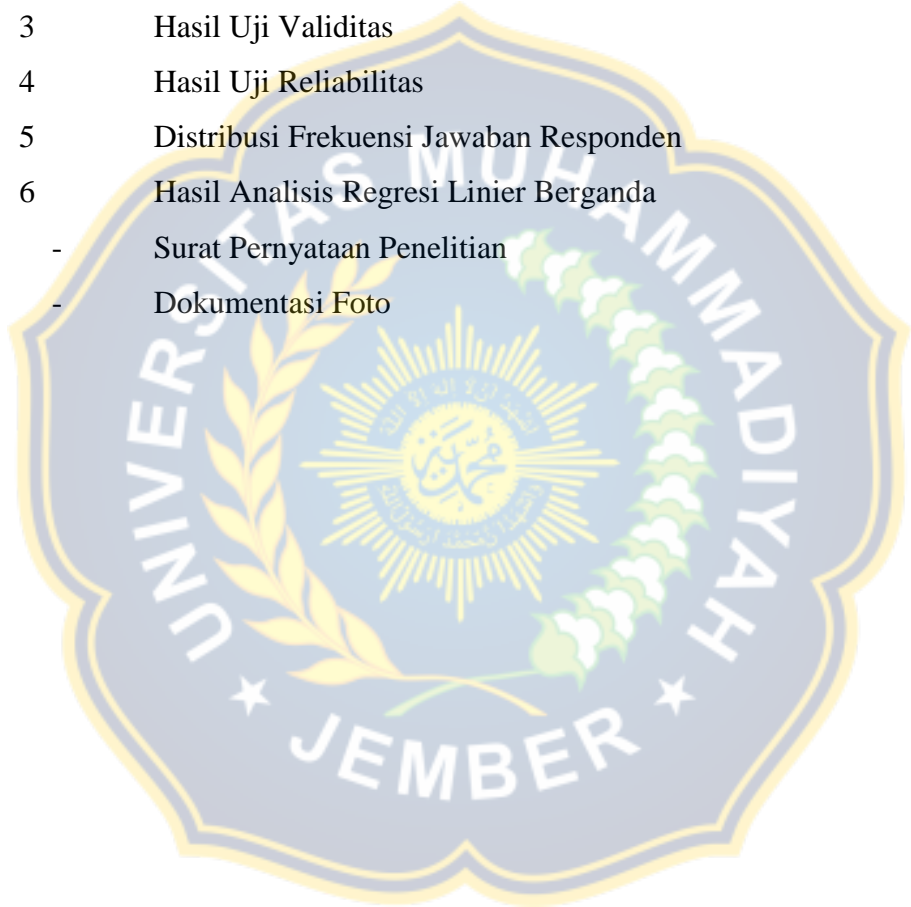 3 Hasil Uji Validitas
4 Hasil Uji Reliabilitas
5 Distribusi Frekuensi Jawaban Responden
6 Hasil Analisis Regresi Linier Berganda
- Surat Pernyataan Penelitian
- Dokumentasi Foto
UNIVERSITAS MUHAMMADIYAH
JEMBER
محمد